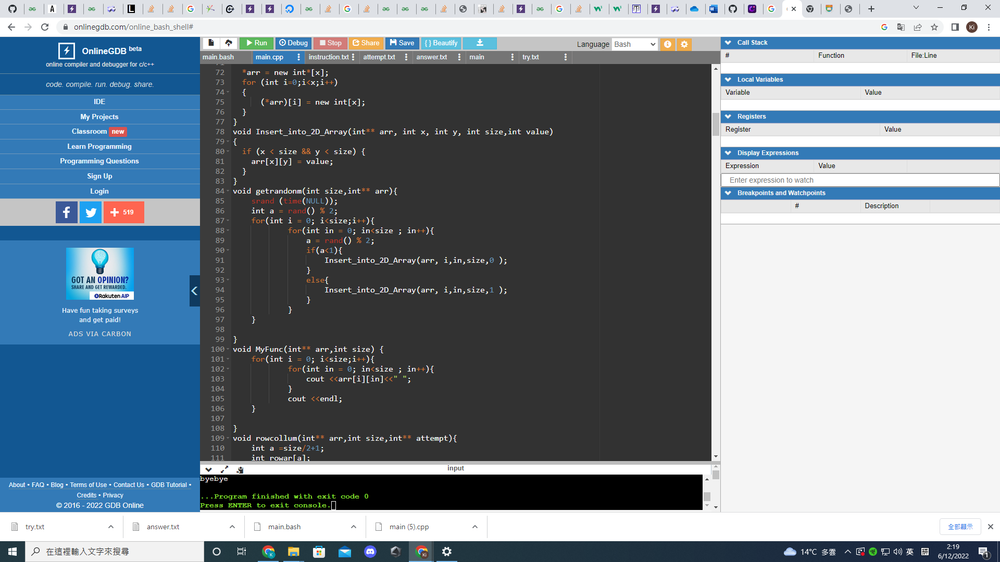 onlinegdb.com/online_bash_shell#
Ki
OnlineGDB beta
online compiler and debugger for c/c++
code. compile. run. debug. share.
IDE
My Projects
Classroom new
Learn Programming
Programming Questions
Sign Up
Login
519
GOT AN OPINION?
SHARE AND GET REWARDED.
Rakuten AIP
Have fun taking surveys
and get paid!
ADS VIA CARBON
About • FAQ • Blog • Terms of Use • Contact Us • GDB Tutorial •
Credits • Privacy
© 2016 - 2022 GDB Online
Run Debug Stop Share Save { } Beautify
Language Bash
main.bash main.cpp instruction.txt attempt.txt answer.txt main try.txt
72 *arr = new int*[x];
73 for (int i=0;i<x;i++)
74 {
75 (*arr)[i] = new int[x];
76 }
77 }
78 void Insert_into_2D_Array(int** arr, int x, int y, int size,int value)
79 {
80 if (x < size && y < size) {
81 arr[x][y] = value;
82 }
83 }
84 void getrandonm(int size,int** arr){
85 srand (time(NULL));
86 int a = rand() % 2;
87 for(int i = 0; i<size;i++){
88 for(int in = 0; in<size ; in++){
89 a = rand() % 2;
90 if(a<1){
91 Insert_into_2D_Array(arr, i,in,size,0 );
92 }
93 else{
94 Insert_into_2D_Array(arr, i,in,size,1 );
95 }
96 }
97 }
98
99 }
100 void MyFunc(int** arr,int size) {
101 for(int i = 0; i<size;i++){
102 for(int in = 0; in<size ; in++){
103 cout <<arr[i][in]<<" ";
104 }
105 cout <<endl;
106 }
107
108 }
109 void rowcollum(int** arr,int size,int** attempt){
110 int a =size/2+1;
111 int rowar[a];
input
byebye
...Program finished with exit code 0
Press ENTER to exit console.
Call Stack
# Function File:Line
Local Variables
Variable Value
Registers
Register Value
Display Expressions
Expression Value
Enter expression to watch
Breakpoints and Watchpoints
# Description
try.txt answer.txt main.bash main (5).cpp 全部顯示
在這裡輸入文字來搜尋
14°C 多雲
英
2:19
6/12/2022
1